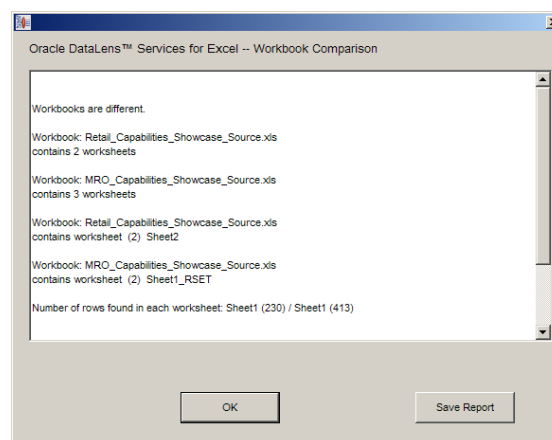 Oracle DataLens™ Services for Excel -- Workbook Comparison
Workbooks are different.
Workbook: Retail_Capabilities_Showcase_Source.xls
contains 2 worksheets
Workbook: MRO_Capabilities_Showcase_Source.xls
contains 3 worksheets
Workbook: Retail_Capabilities_Showcase_Source.xls
contains worksheet (2) Sheet2
Workbook: MRO_Capabilities_Showcase_Source.xls
contains worksheet (2) Sheet1_RSET
Number of rows found in each worksheet: Sheet1 (230) / Sheet1 (413)
OK
Save Report